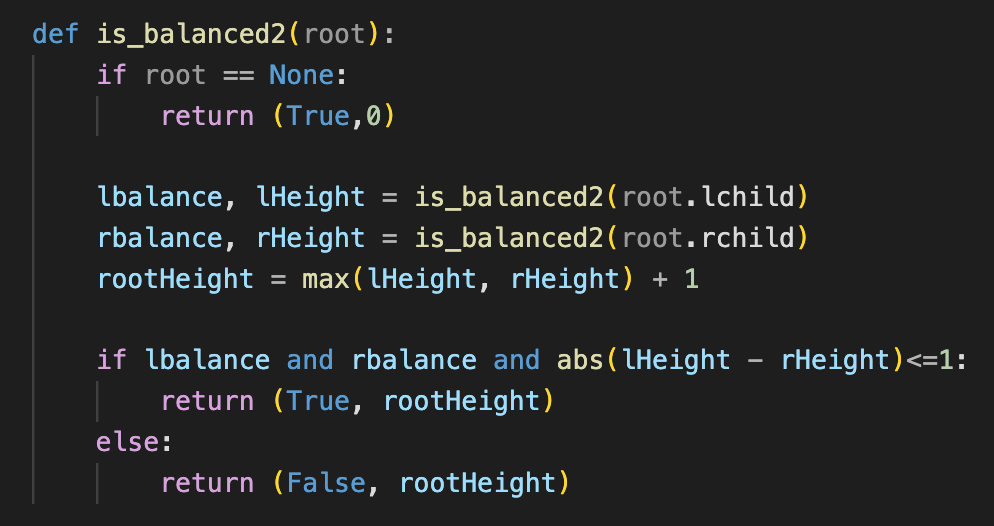 def is_balanced2(root):
    if root == None:
        return (True,0)

    lbalance, lHeight = is_balanced2(root.lchild)
    rbalance, rHeight = is_balanced2(root.rchild)
    rootHeight = max(lHeight, rHeight) + 1

    if lbalance and rbalance and abs(lHeight - rHeight)<=1:
        return (True, rootHeight)
    else:
        return (False, rootHeight)